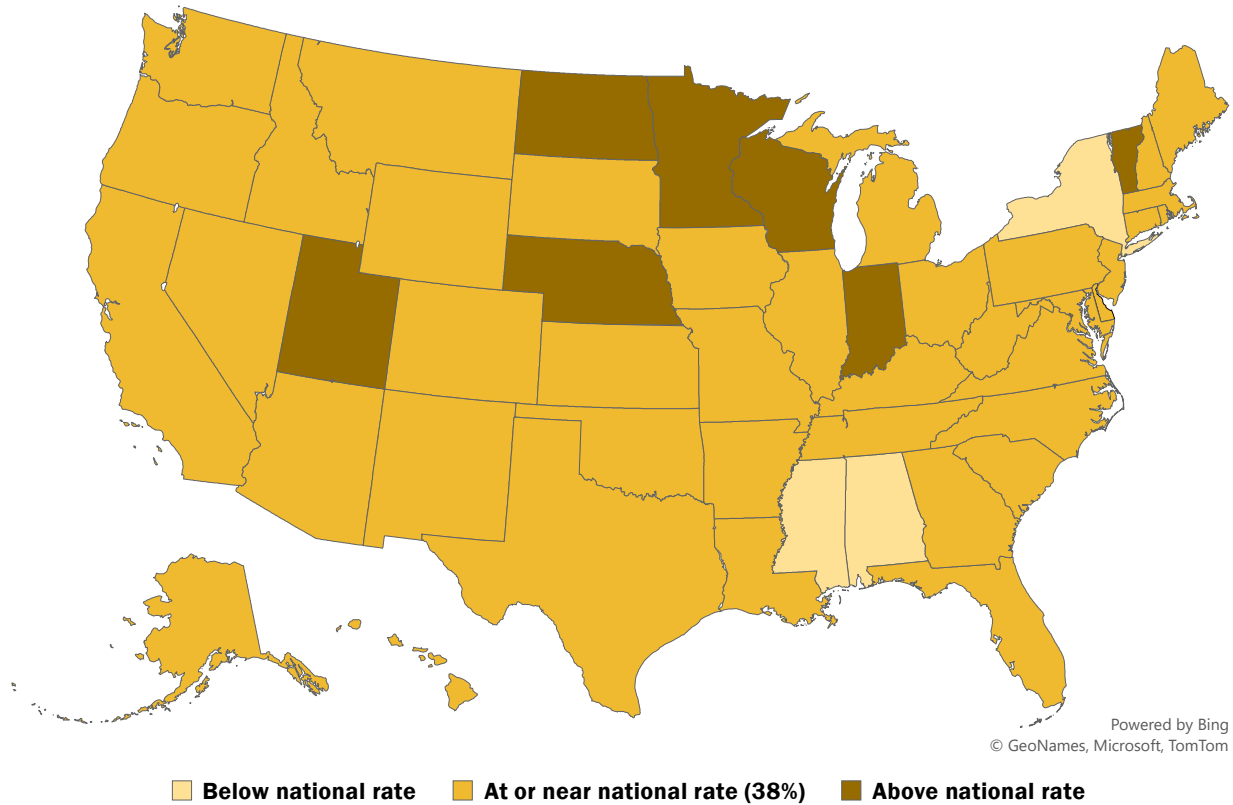 Powered by Bing
© GeoNames, Microsoft, TomTom
Below national rate At or near national rate (38%) Above national rate